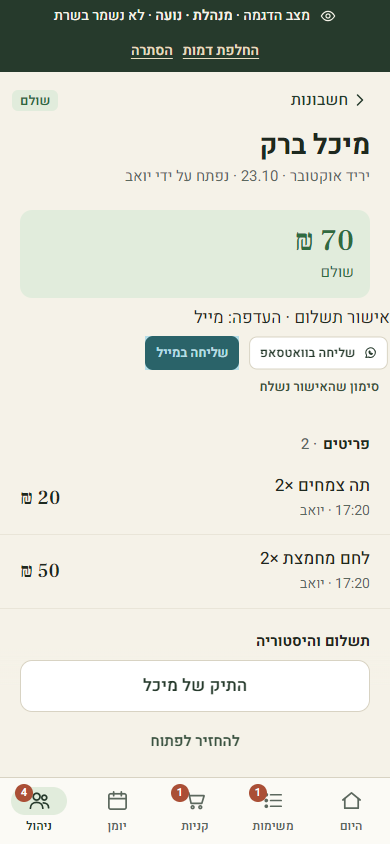 מצב הדגמה · מנהלת · נועה · לא נשמר בשרת
החלפת דמות הסתרה
חשבונות
שולם
מיכל ברק
יריד אוקטובר · 23.10 · נפתח על ידי יואב
70 ₪
שולם
אישור תשלום · העדפה: מייל
שליחה בוואטסאפ
שליחה במייל
סימון שהאישור נשלח
פריטים · 2
תה צמחים ×2
20 ₪
17:20 · יואב
לחם מחמצת ×2
50 ₪
17:20 · יואב
תשלום והיסטוריה
התיק של מיכל
להחזיר לפתוח
היום
1 משימות
1 קניות
יומן
4 ניהול